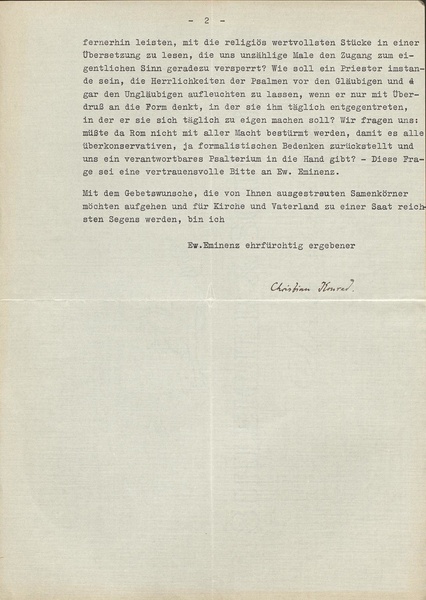 - 2 -
fernerhin leisten, mit die religiös wertvollsten Stücke in einer
Übersetzung zu lesen, die uns unzählige Male den Zugang zum ei-
gentlichen Sinn geradezu versperrt? Wie soll ein Priester imstan-
de sein, die Herrlichkeiten der Psalmen vor den Gläubigen und
gar den Ungläubigen aufleuchten zu lassen, wenn er nur mit Über-
druß an die Form denkt, in der sie ihm täglich entgegentreten,
in der er sie sich täglich zu eigen machen soll? Wir fragen uns:
müßte da Rom nicht mit aller Macht bestürmt werden, damit es alle
überkonservativen, ja formalistischen Bedenken zurückstellt und
uns ein verantwortbares Psalterium in die Hand gibt? - Diese Fra-
ge sei eine vertrauensvolle Bitte an Ew. Eminenz.
Mit dem Gebetswunsche, die von Ihnen ausgestreuten Samenkörner
möchten aufgehen und für Kirche und Vaterland zu einer Saat reich-
sten Segens werden, bin ich
Ew.Eminenz ehrfürchtig ergebener
Christian Konrad.